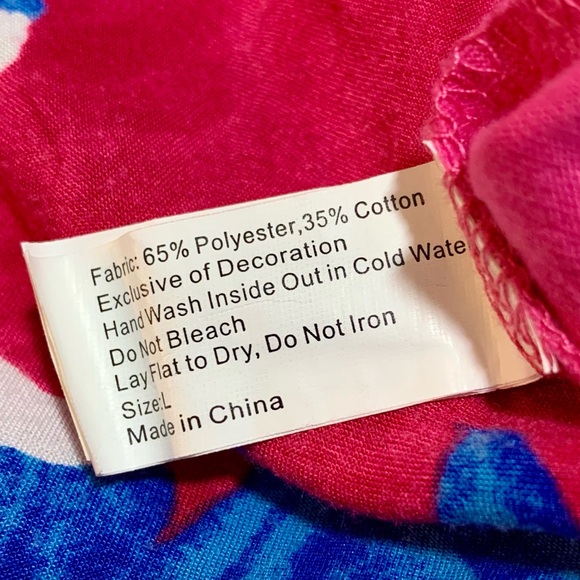 Fabric: 65% Polyester,35% Cotton
Exclusive of Decoration
Hand Wash Inside Out in Cold Wate
Do Not Bleach
Lay Flat to Dry, Do Not Iron
Size:L
Made in China